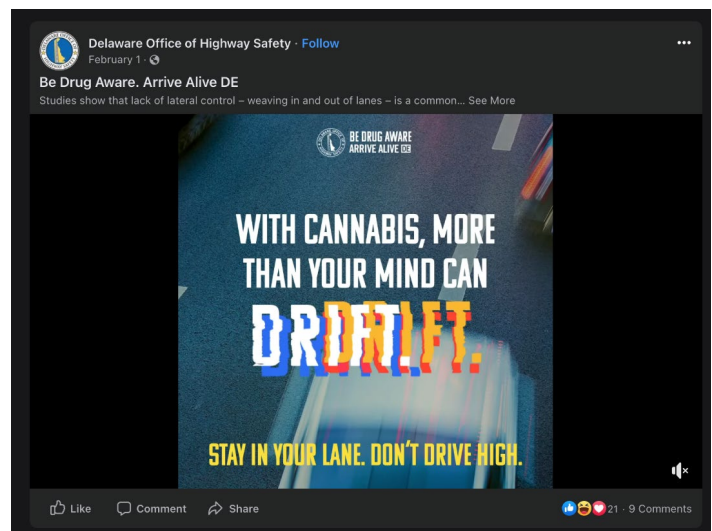 Delaware Office of Highway Safety · Follow
February 1 ·
Be Drug Aware. Arrive Alive DE
Studies show that lack of lateral control – weaving in and out of lanes – is a common... See More
BE DRUG AWARE
ARRIVE ALIVE DE
WITH CANNABIS, MORE
THAN YOUR MIND CAN
DRIFT.
STAY IN YOUR LANE. DON'T DRIVE HIGH.
Like Comment Share 21 · 9 Comments